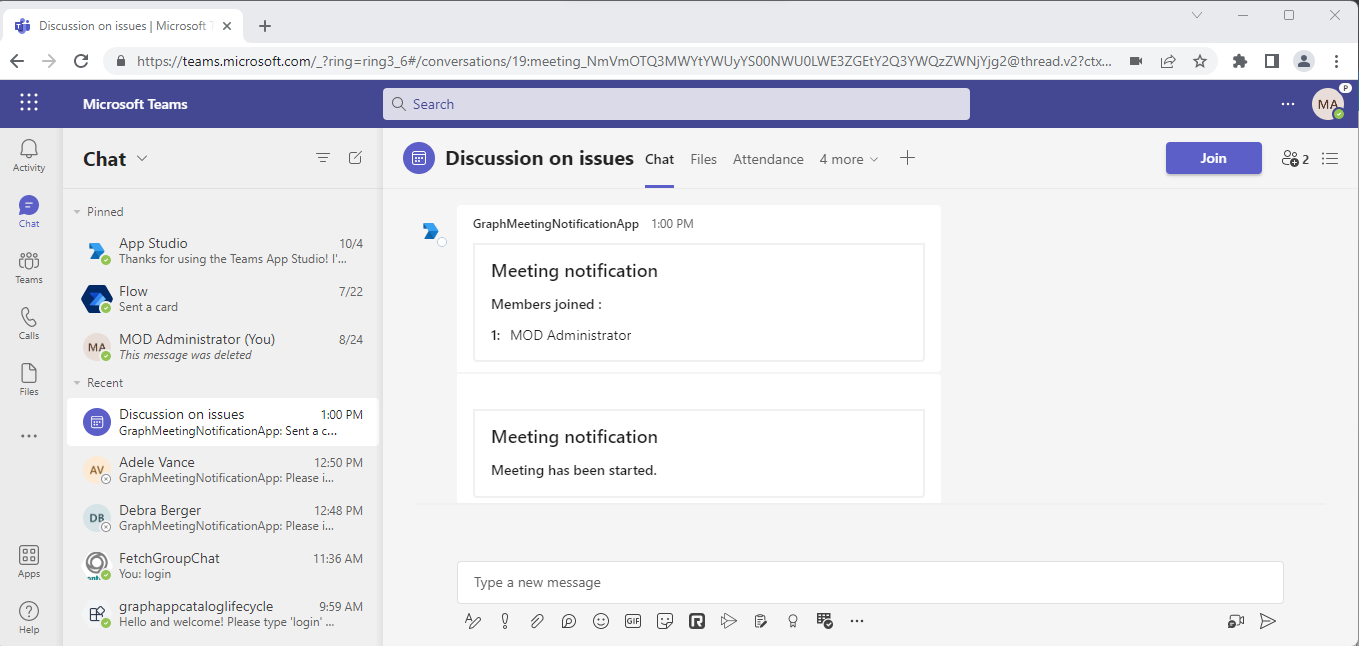 Discussion on issues | Microsoft T
https://teams.microsoft.com/_?ring=ring3_6#/conversations/19:meeting_NmVmOTQ3MWYtYWUyYS00NWU0LWE3ZGEtY2Q3YWQzZWNjYjg2@thread.v2?ctx...
Microsoft Teams
Search
MA
P
Activity
Chat
Teams
Calls
Files
Apps
Help
Chat
Pinned
App Studio 10/4
Thanks for using the Teams App Studio! I'...
Flow 7/22
Sent a card
MA
MOD Administrator (You) 8/24
This message was deleted
Recent
Discussion on issues 1:00 PM
GraphMeetingNotificationApp: Sent a c...
AV
Adele Vance 12:50 PM
GraphMeetingNotificationApp: Please i...
DB
Debra Berger 12:48 PM
GraphMeetingNotificationApp: Please i...
FetchGroupChat 11:36 AM
You: login
graphappcataloglifecycle 9:59 AM
Hello and welcome! Please type 'login' ...
Discussion on issues Chat Files Attendance 4 more
Join
2
GraphMeetingNotificationApp 1:00 PM
Meeting notification
Members joined :
1: MOD Administrator
Meeting notification
Meeting has been started.
Type a new message
GIF